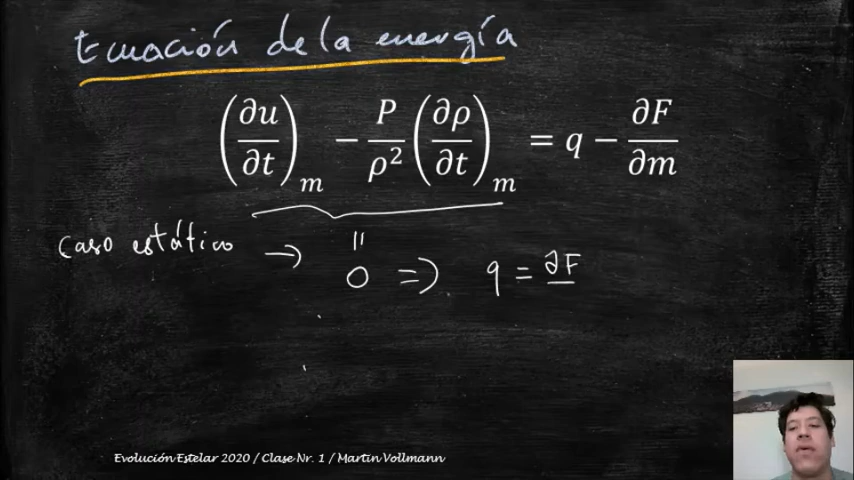 Ecuación de la energía
(∂u/∂t)_m − P/ρ² (∂ρ/∂t)_m = q − ∂F/∂m
Caso estático → = 0 ⇒ q = ∂F
Evolución Estelar 2020 / Clase Nr. 1 / Martin Vollmann